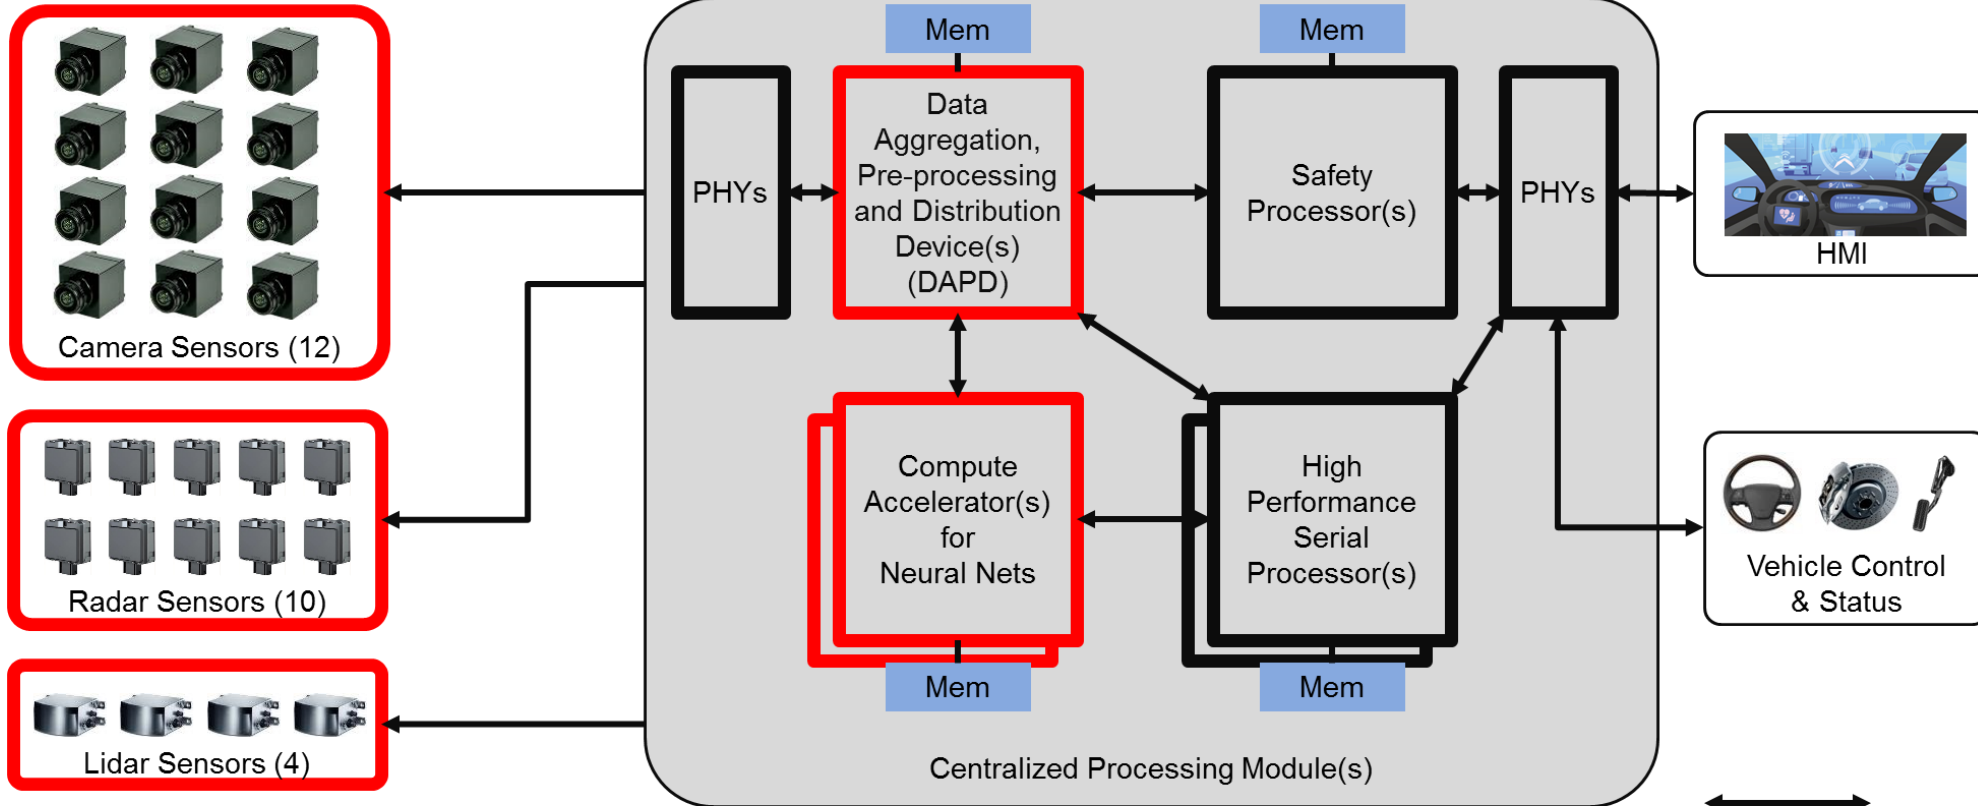 Camera Sensors (12)
Radar Sensors (10)
Lidar Sensors (4)
PHYs
Mem
Data
Aggregation,
Pre-processing
and Distribution
Device(s)
(DAPD)
Mem
Safety
Processor(s)
PHYs
Compute
Accelerator(s)
for
Neural Nets
Mem
High
Performance
Serial
Processor(s)
Mem
Centralized Processing Module(s)
HMI
Vehicle Control
& Status